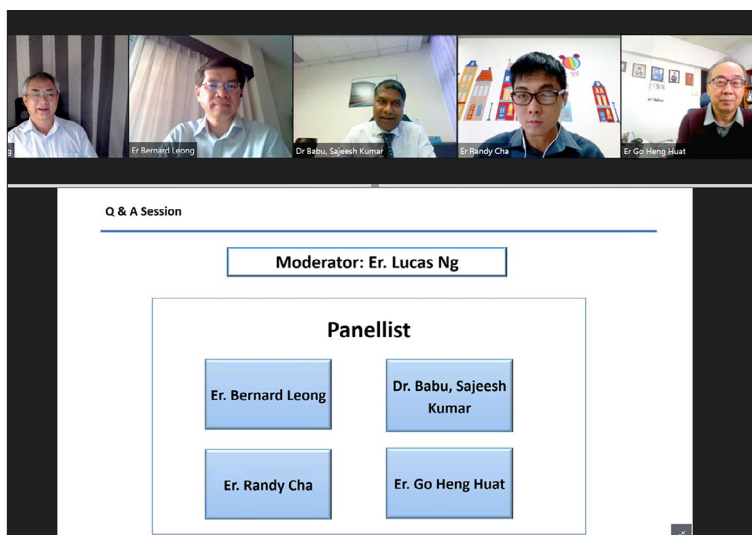 g
Er Bernard Leong
Dr Babu, Sajeesh Kumar
Er Randy Cha
Er Go Heng Huat
Q & A Session
Moderator: Er. Lucas Ng
Panellist
Er. Bernard Leong
Dr. Babu, Sajeesh
Kumar
Er. Randy Cha
Er. Go Heng Huat